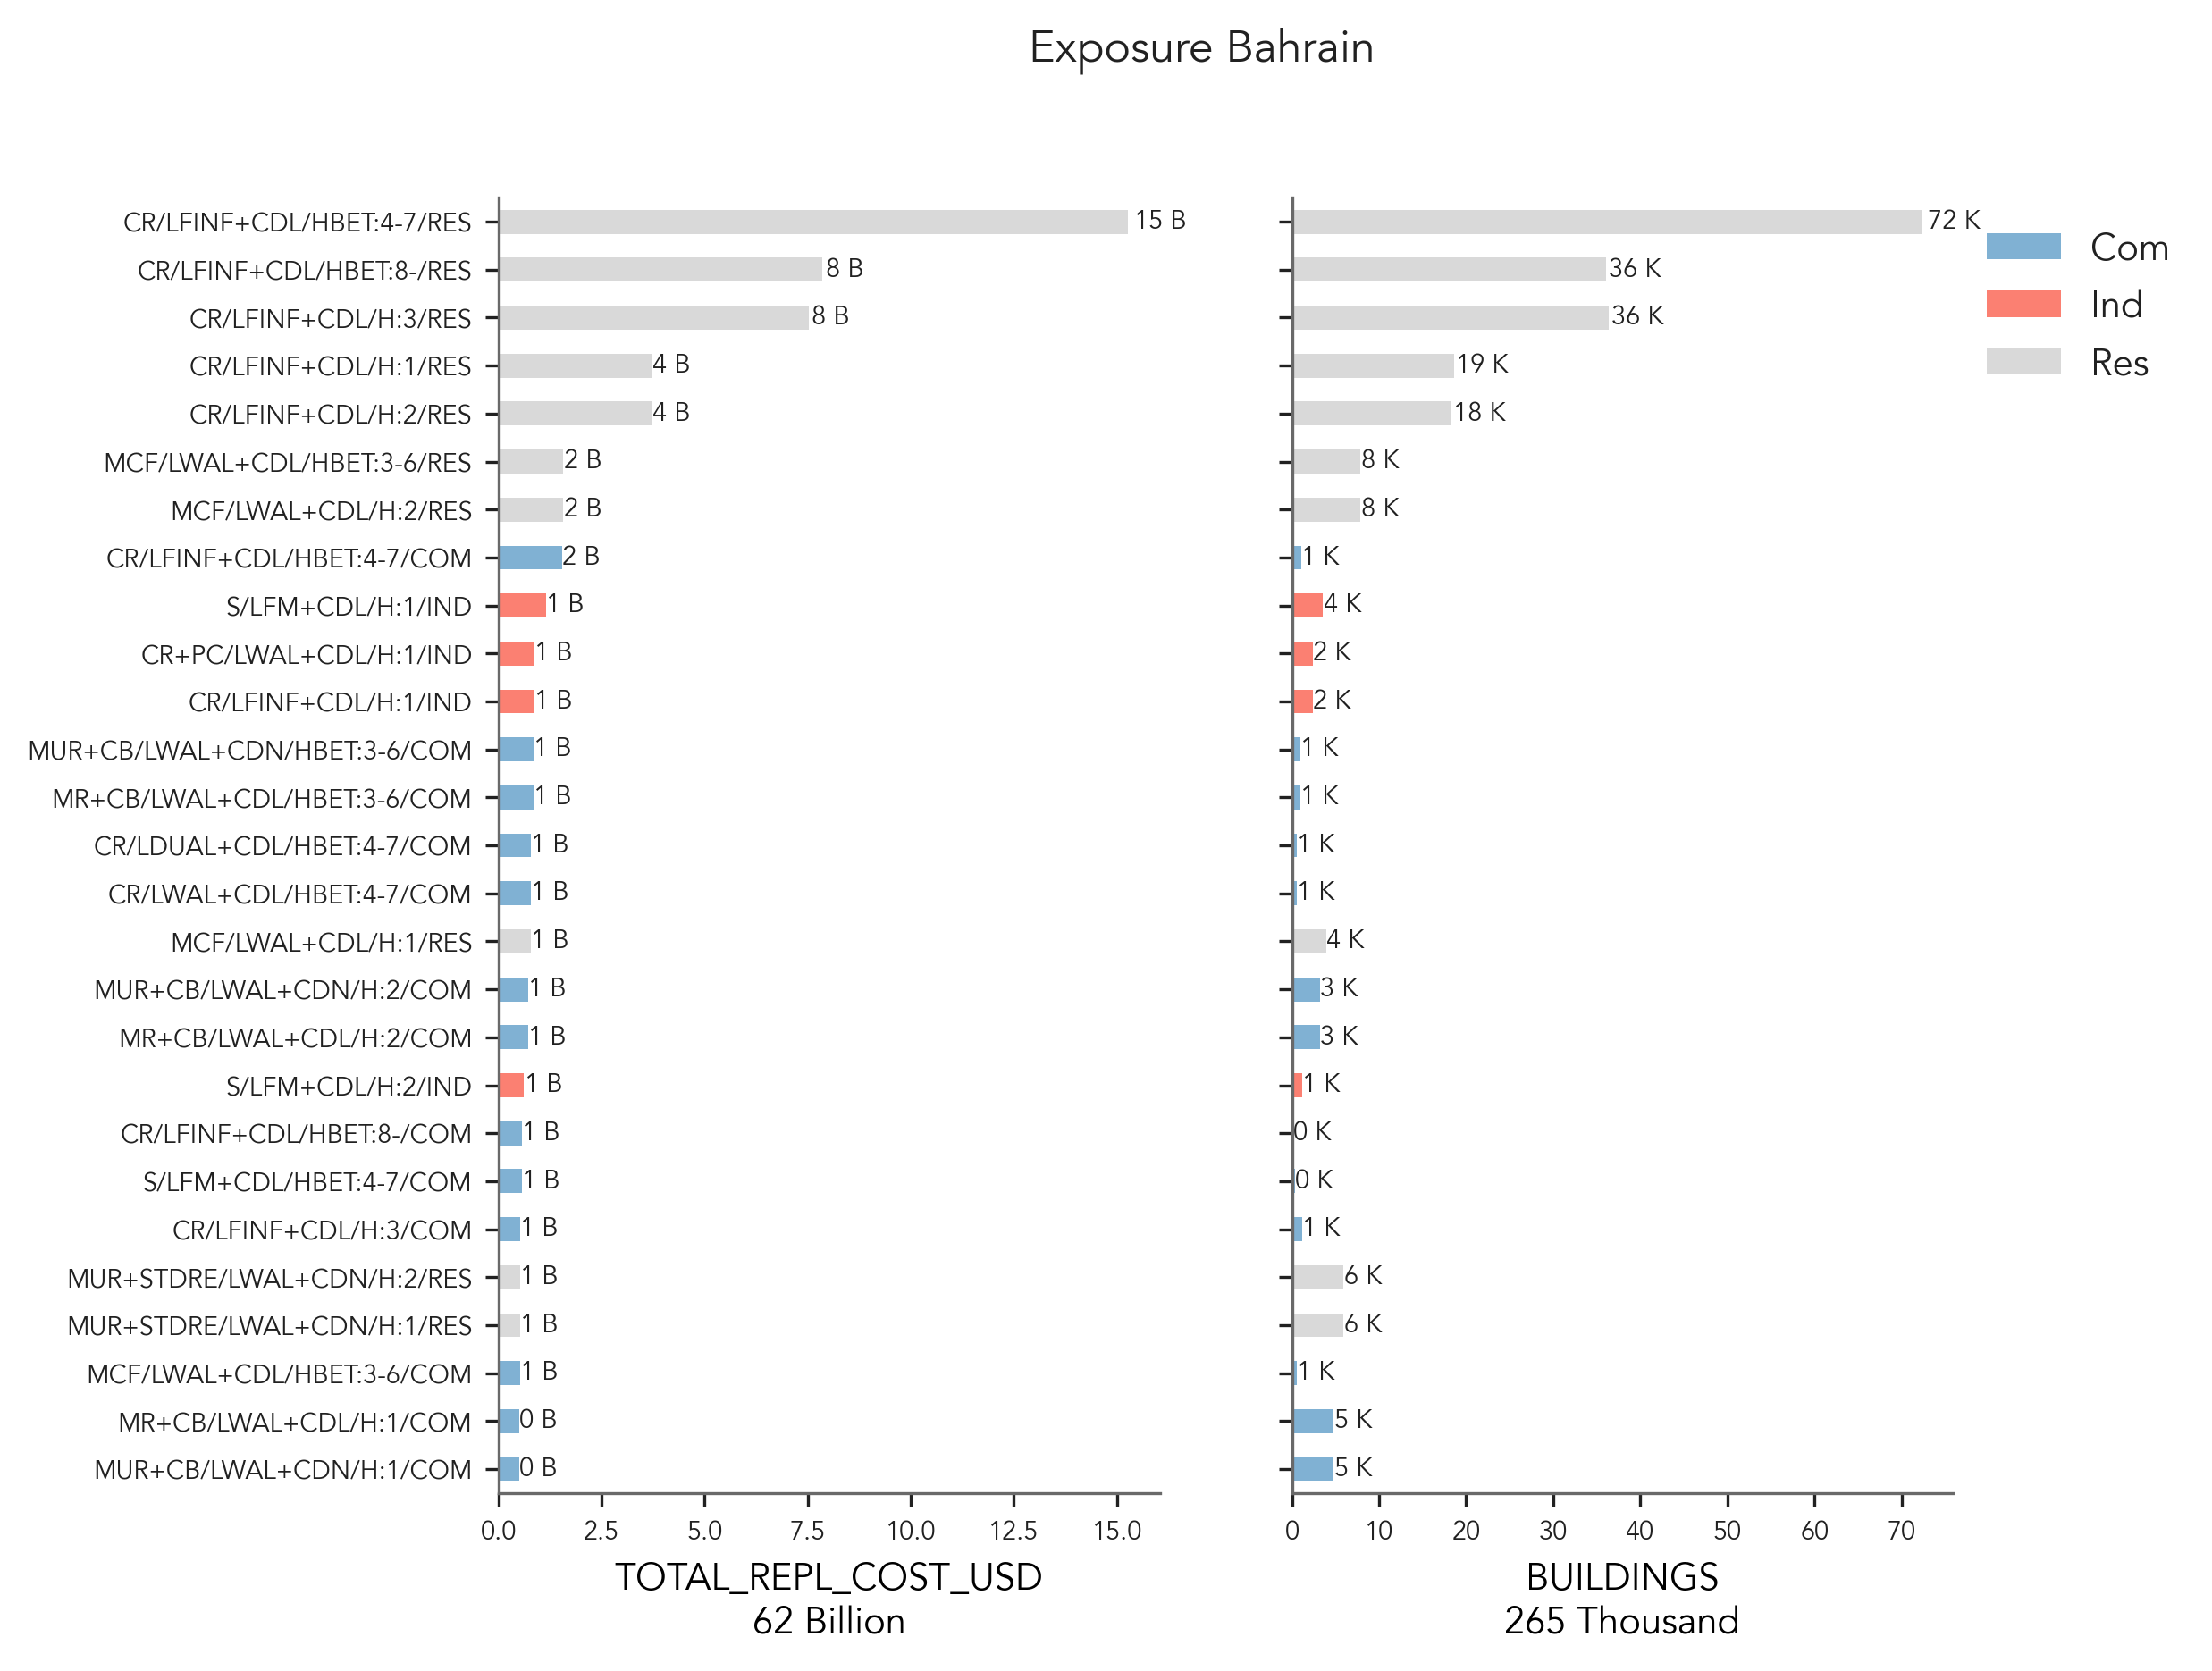 Exposure Bahrain
CR/LFINF+CDL/HBET:4-7/RES 15 B 72 K
CR/LFINF+CDL/HBET:8-/RES 8 B 36 K
CR/LFINF+CDL/H:3/RES 8 B 36 K
CR/LFINF+CDL/H:1/RES 4 B 19 K
CR/LFINF+CDL/H:2/RES 4 B 18 K
MCF/LWAL+CDL/HBET:3-6/RES 2 B 8 K
MCF/LWAL+CDL/H:2/RES 2 B 8 K
CR/LFINF+CDL/HBET:4-7/COM 2 B 1 K
S/LFM+CDL/H:1/IND 1 B 4 K
CR+PC/LWAL+CDL/H:1/IND 1 B 2 K
CR/LFINF+CDL/H:1/IND 1 B 2 K
MUR+CB/LWAL+CDN/HBET:3-6/COM 1 B 1 K
MR+CB/LWAL+CDL/HBET:3-6/COM 1 B 1 K
CR/LDUAL+CDL/HBET:4-7/COM 1 B 1 K
CR/LWAL+CDL/HBET:4-7/COM 1 B 1 K
MCF/LWAL+CDL/H:1/RES 1 B 4 K
MUR+CB/LWAL+CDN/H:2/COM 1 B 3 K
MR+CB/LWAL+CDL/H:2/COM 1 B 3 K
S/LFM+CDL/H:2/IND 1 B 1 K
CR/LFINF+CDL/HBET:8-/COM 1 B 0 K
S/LFM+CDL/HBET:4-7/COM 1 B 0 K
CR/LFINF+CDL/H:3/COM 1 B 1 K
MUR+STDRE/LWAL+CDN/H:2/RES 1 B 6 K
MUR+STDRE/LWAL+CDN/H:1/RES 1 B 6 K
MCF/LWAL+CDL/HBET:3-6/COM 1 B 1 K
MR+CB/LWAL+CDL/H:1/COM 0 B 5 K
MUR+CB/LWAL+CDN/H:1/COM 0 B 5 K
0.0 2.5 5.0 7.5 10.0 12.5 15.0
TOTAL_REPL_COST_USD
62 Billion
0 10 20 30 40 50 60 70
BUILDINGS
265 Thousand
Com
Ind
Res